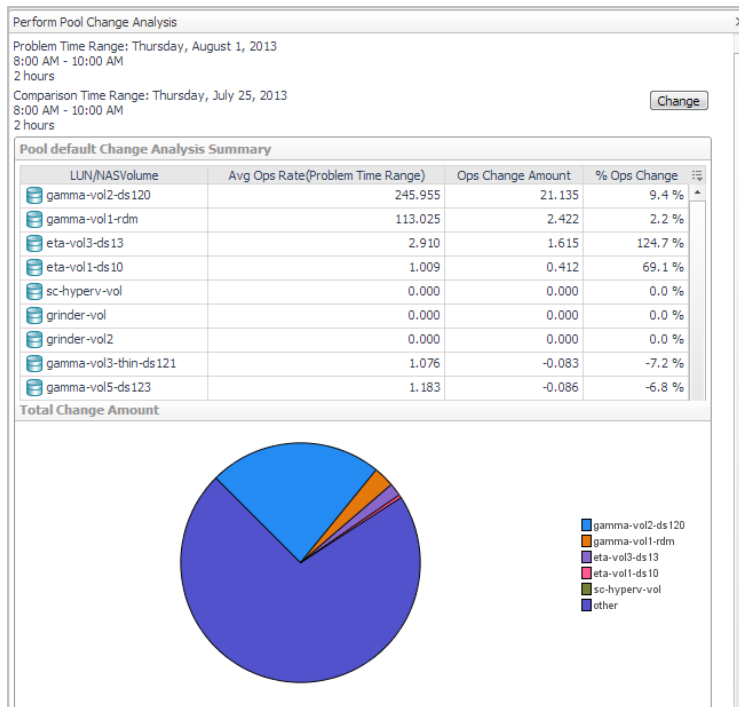 Perform Pool Change Analysis
Problem Time Range: Thursday, August 1, 2013
8:00 AM - 10:00 AM
2 hours
Comparison Time Range: Thursday, July 25, 2013
8:00 AM - 10:00 AM
2 hours
Change
Pool default Change Analysis Summary
LUN/NASVolume Avg Ops Rate(Problem Time Range) Ops Change Amount % Ops Change
gamma-vol2-ds120 245.955 21.135 9.4 %
gamma-vol1-rdm 113.025 2.422 2.2 %
eta-vol3-ds13 2.910 1.615 124.7 %
eta-vol1-ds10 1.009 0.412 69.1 %
sc-hyperv-vol 0.000 0.000 0.0 %
grinder-vol 0.000 0.000 0.0 %
grinder-vol2 0.000 0.000 0.0 %
gamma-vol3-thin-ds121 1.076 -0.083 -7.2 %
gamma-vol5-ds123 1.183 -0.086 -6.8 %
Total Change Amount
gamma-vol2-ds120
gamma-vol1-rdm
eta-vol3-ds13
eta-vol1-ds10
sc-hyperv-vol
other